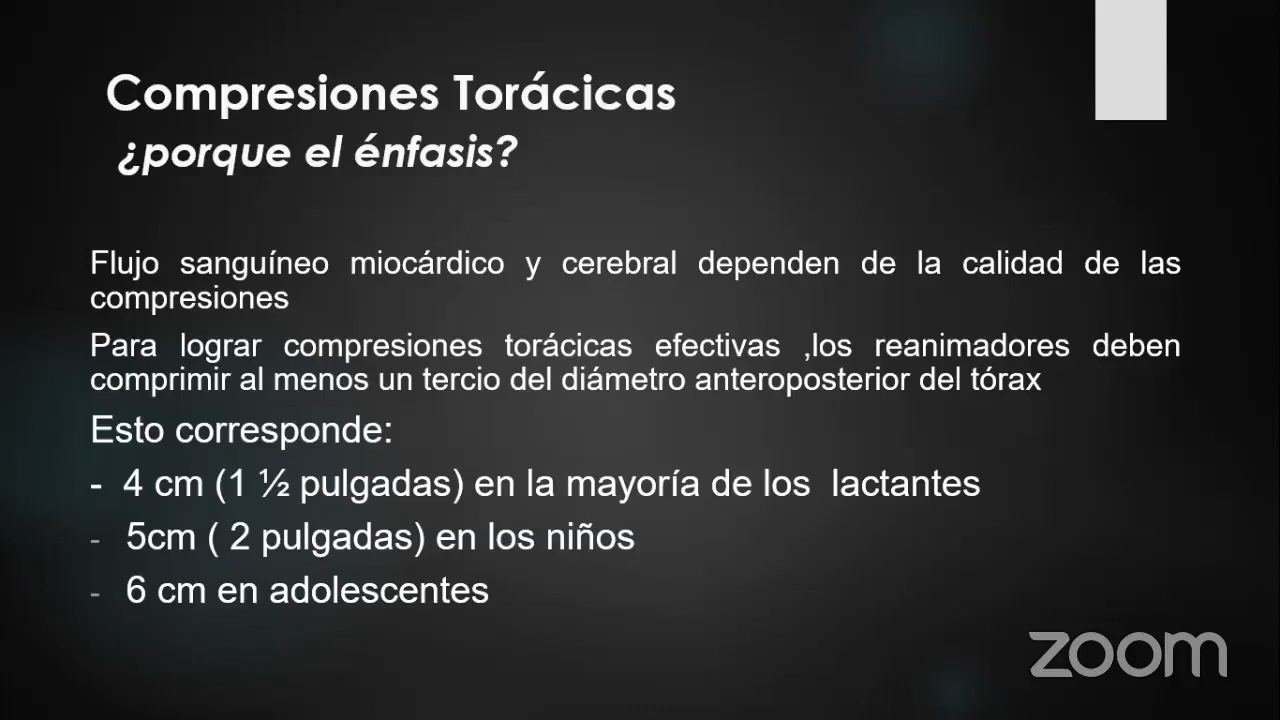 Compresiones Torácicas
¿porque el énfasis?
Flujo sanguíneo miocárdico y cerebral dependen de la calidad de las
compresiones
Para lograr compresiones torácicas efectivas ,los reanimadores deben
comprimir al menos un tercio del diámetro anteroposterior del tórax
Esto corresponde:
- 4 cm (1 ½ pulgadas) en la mayoría de los lactantes
- 5cm ( 2 pulgadas) en los niños
- 6 cm en adolescentes
zoom